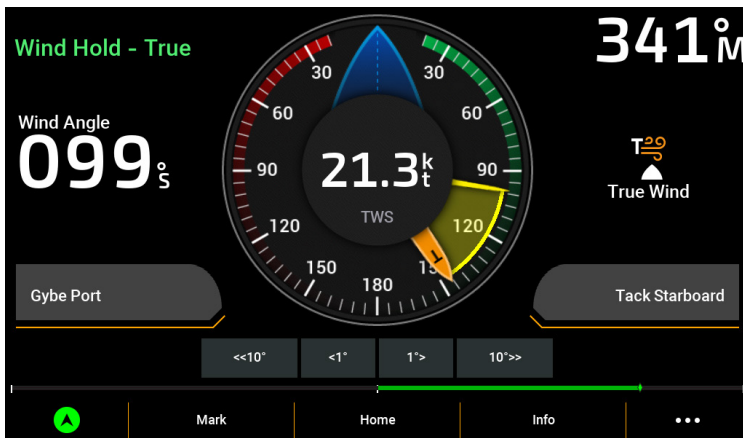 Wind Hold - True
341°M
Wind Angle
099°S
30
30
60
60
90
90
120
120
150
180
21.3kt
TWS
T
T
True Wind
Gybe Port
Tack Starboard
<<10°
<1°
1°>
10°>>
Mark
Home
Info